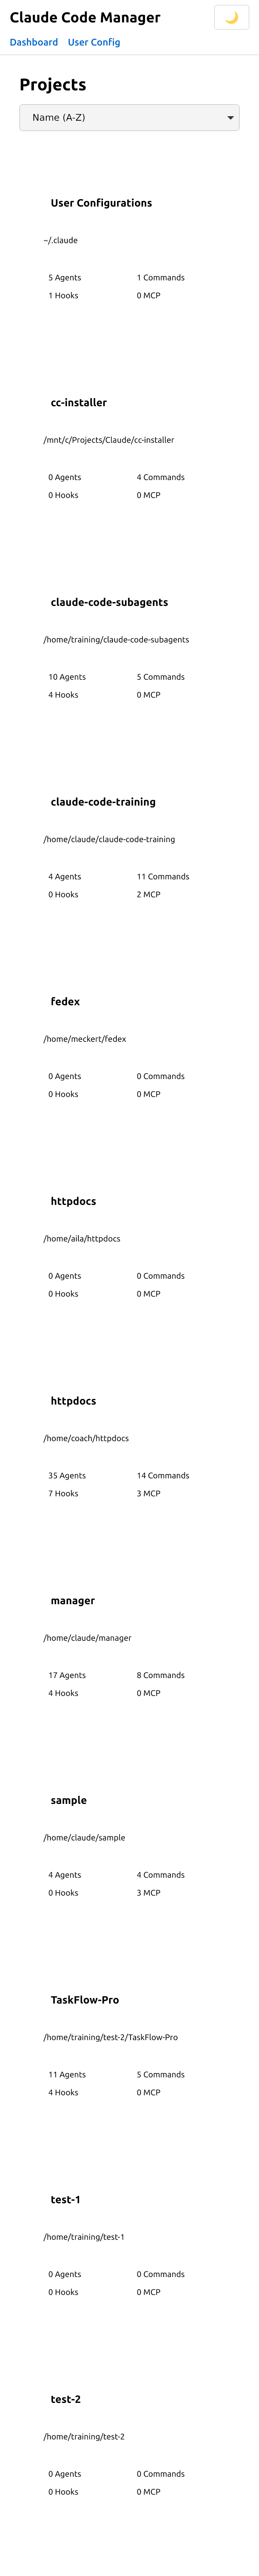 Claude Code Manager
Dashboard User Config
Projects
Name (A-Z)
User Configurations
~/.claude
5 Agents 1 Commands
1 Hooks 0 MCP
cc-installer
/mnt/c/Projects/Claude/cc-installer
0 Agents 4 Commands
0 Hooks 0 MCP
claude-code-subagents
/home/training/claude-code-subagents
10 Agents 5 Commands
4 Hooks 0 MCP
claude-code-training
/home/claude/claude-code-training
4 Agents 11 Commands
0 Hooks 2 MCP
fedex
/home/meckert/fedex
0 Agents 0 Commands
0 Hooks 0 MCP
httpdocs
/home/aila/httpdocs
0 Agents 0 Commands
0 Hooks 0 MCP
httpdocs
/home/coach/httpdocs
35 Agents 14 Commands
7 Hooks 3 MCP
manager
/home/claude/manager
17 Agents 8 Commands
4 Hooks 0 MCP
sample
/home/claude/sample
4 Agents 4 Commands
0 Hooks 3 MCP
TaskFlow-Pro
/home/training/test-2/TaskFlow-Pro
11 Agents 5 Commands
4 Hooks 0 MCP
test-1
/home/training/test-1
0 Agents 0 Commands
0 Hooks 0 MCP
test-2
/home/training/test-2
0 Agents 0 Commands
0 Hooks 0 MCP